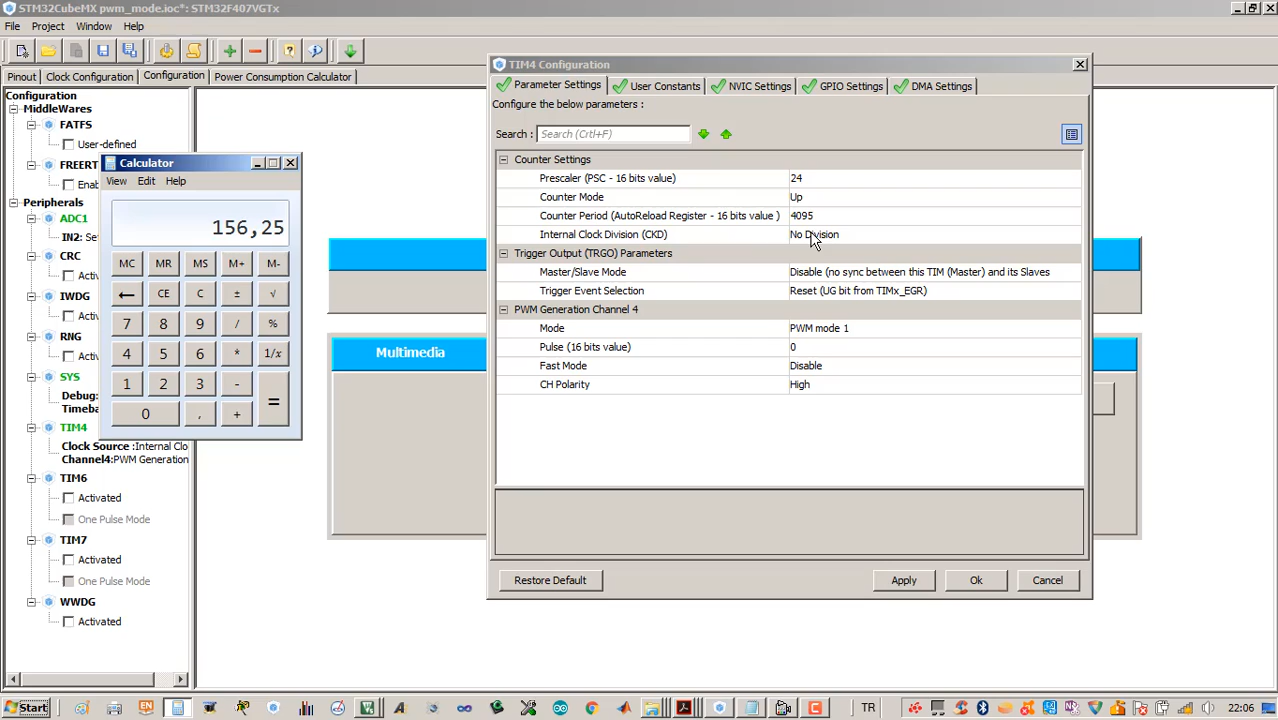 STM32CubeMX pwm_mode.ioc*: STM32F407VGTx
File Project Window Help
Pinout Clock Configuration Configuration Power Consumption Calculator
Configuration
MiddleWares
FATFS
User-defined
FREERT
Enab
Peripherals
ADC1
IN2: Set
CRC
Activ
IWDG
Activ
RNG
Activ
SYS
Debug:
Timeba
TIM4
Clock Source :Internal Clo
Channel4:PWM Generation
TIM6
Activated
One Pulse Mode
TIM7
Activated
One Pulse Mode
WWDG
Activated
Calculator
View Edit Help
156,25
MC MR MS M+ M-
← CE C ± √
7 8 9 / %
4 5 6 * 1/x
1 2 3 - =
0 , +
Multimedia
TIM4 Configuration
Parameter Settings User Constants NVIC Settings GPIO Settings DMA Settings
Configure the below parameters :
Search : Search (Crtl+F)
Counter Settings
Prescaler (PSC - 16 bits value) 24
Counter Mode Up
Counter Period (AutoReload Register - 16 bits value ) 4095
Internal Clock Division (CKD) No Division
Trigger Output (TRGO) Parameters
Master/Slave Mode Disable (no sync between this TIM (Master) and its Slaves
Trigger Event Selection Reset (UG bit from TIMx_EGR)
PWM Generation Channel 4
Mode PWM mode 1
Pulse (16 bits value) 0
Fast Mode Disable
CH Polarity High
Restore Default Apply Ok Cancel
Start EN TR 22:06